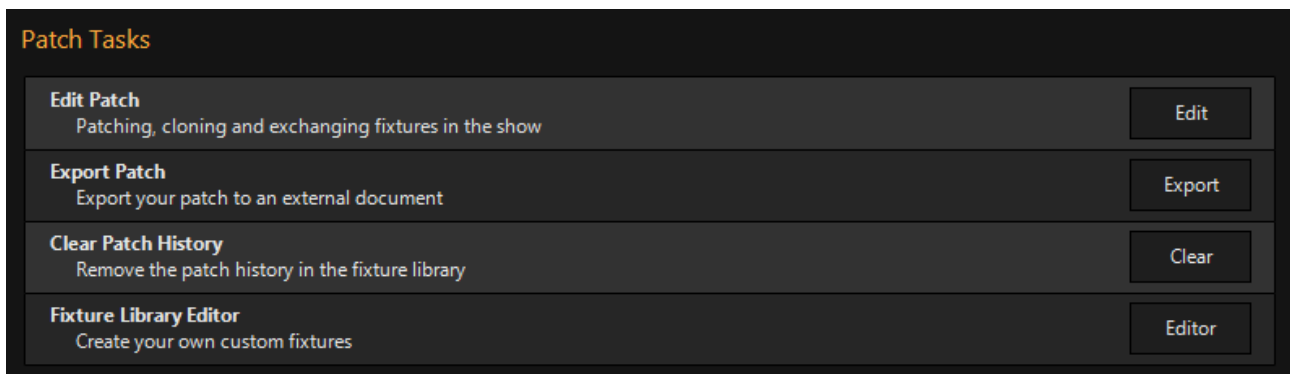 Patch Tasks
Edit Patch
Patching, cloning and exchanging fixtures in the show
Edit
Export Patch
Export your patch to an external document
Export
Clear Patch History
Remove the patch history in the fixture library
Clear
Fixture Library Editor
Create your own custom fixtures
Editor